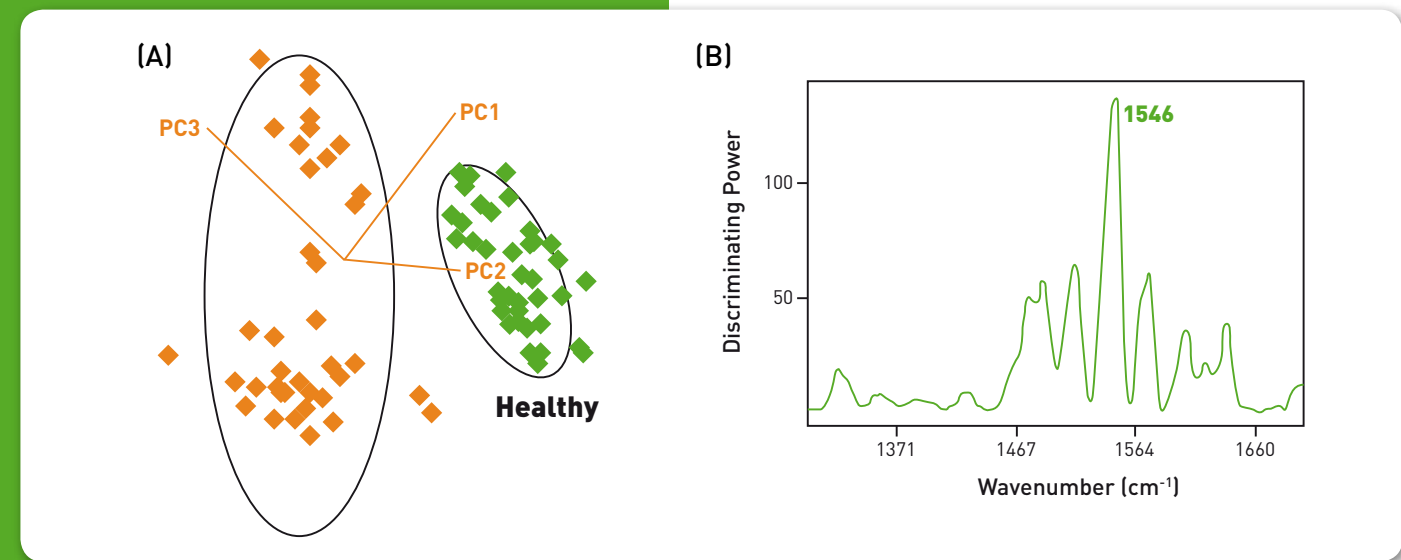 (A)
PC3
PC1
PC2
Healthy
(B)
1546
Discriminating Power
100
50
1371
1467
1564
1660
Wavenumber (cm-1)